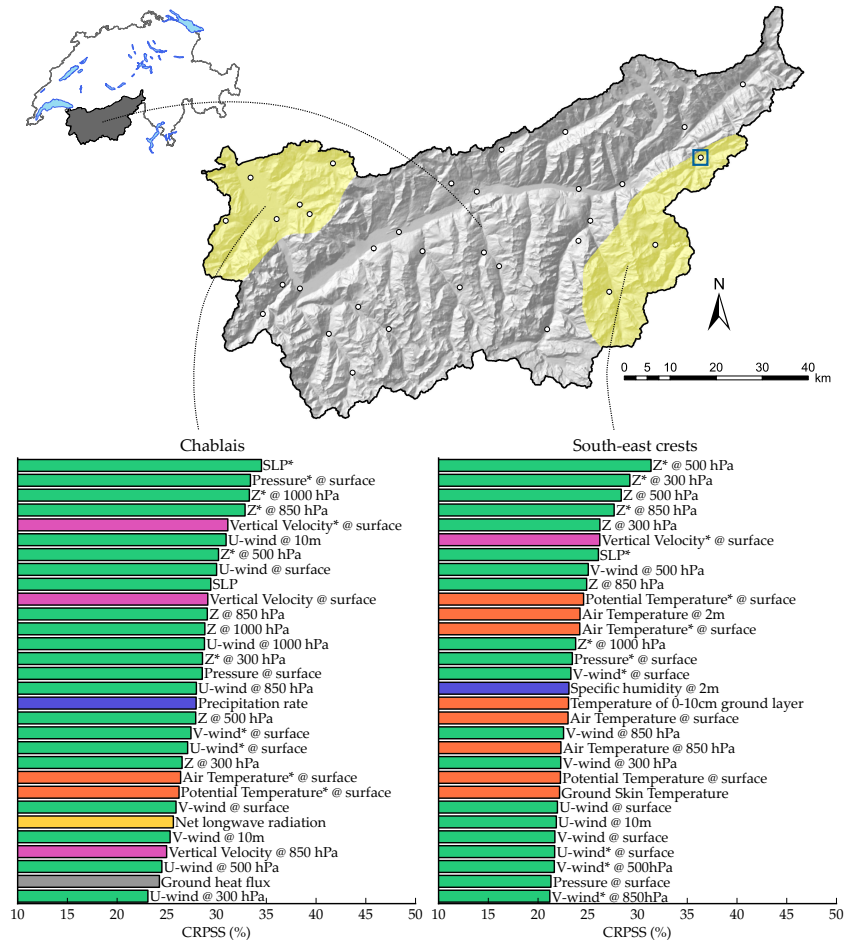 N
0 5 10 20 30 40
km
Chablais
SLP*
Pressure* @ surface
Z* @ 1000 hPa
Z* @ 850 hPa
Vertical Velocity* @ surface
U-wind @ 10m
Z* @ 500 hPa
U-wind @ surface
SLP
Vertical Velocity @ surface
Z @ 850 hPa
Z @ 1000 hPa
U-wind @ 1000 hPa
Z* @ 300 hPa
Pressure @ surface
U-wind @ 850 hPa
Precipitation rate
Z @ 500 hPa
V-wind* @ surface
U-wind* @ surface
Z @ 300 hPa
Air Temperature* @ surface
Potential Temperature* @ surface
V-wind @ surface
Net longwave radiation
V-wind @ 10m
Vertical Velocity @ 850 hPa
U-wind @ 500 hPa
Ground heat flux
U-wind @ 300 hPa
10 15 20 25 30 35 40 45 50
CRPSS (%)
South-east crests
Z* @ 500 hPa
Z* @ 300 hPa
Z @ 500 hPa
Z* @ 850 hPa
Z @ 300 hPa
Vertical Velocity* @ surface
SLP*
V-wind @ 500 hPa
Z @ 850 hPa
Potential Temperature* @ surface
Air Temperature @ 2m
Air Temperature* @ surface
Z* @ 1000 hPa
Pressure* @ surface
V-wind* @ surface
Specific humidity @ 2m
Temperature of 0-10cm ground layer
Air Temperature @ surface
V-wind @ 850 hPa
Air Temperature @ 850 hPa
V-wind @ 300 hPa
Potential Temperature @ surface
Ground Skin Temperature
U-wind @ surface
U-wind @ 10m
V-wind @ surface
U-wind* @ surface
V-wind* @ 500hPa
Pressure @ surface
V-wind* @ 850hPa
10 15 20 25 30 35 40 45 50
CRPSS (%)